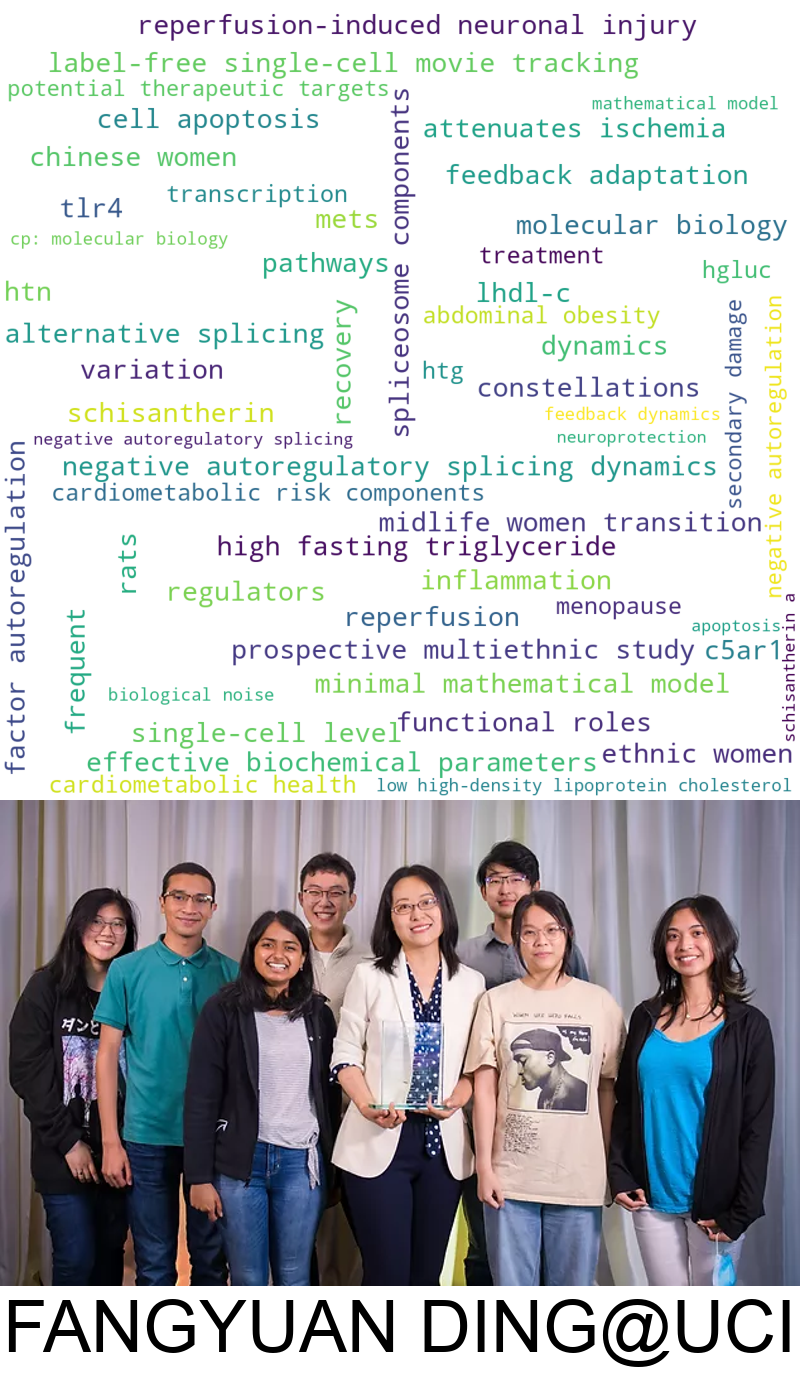 reperfusion-induced neuronal injury
label-free single-cell movie tracking
potential therapeutic targets
mathematical model
cell apoptosis
spliceosome components
attenuates ischemia
chinese women
feedback adaptation
transcription
tlr4
mets
molecular biology
cp: molecular biology
treatment
pathways
hgluc
htn
lhdl-c
abdominal obesity
recovery
secondary damage
negative autoregulation
alternative splicing
dynamics
variation
htg
constellations
schisantherin
feedback dynamics
negative autoregulatory splicing
neuroprotection
factor autoregulation
negative autoregulatory splicing dynamics
cardiometabolic risk components
midlife women transition
rats
high fasting triglyceride
inflammation
regulators
menopause
schisantherin a
frequent
reperfusion
apoptosis
prospective multiethnic study
c5ar1
minimal mathematical model
biological noise
functional roles
single-cell level
ethnic women
effective biochemical parameters
cardiometabolic health
low high-density lipoprotein cholesterol
FANGYUAN DING@UCI